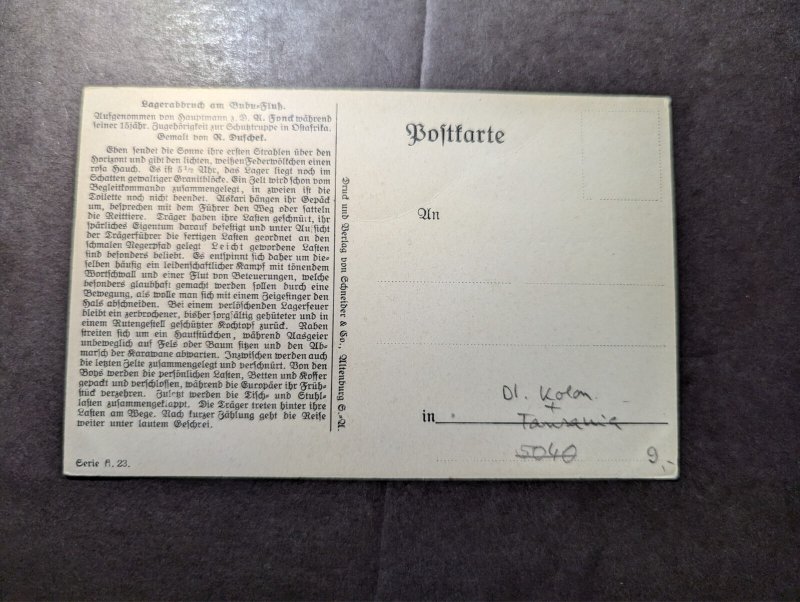 Lagerabbruch am Bubu-Fluß.
Aufgenommen von Hauptmann z. D. A. Fonck während
seiner 15jähr. Zugehörigkeit zur Schutztruppe in Ostafrika.
Gemalt von R. Duschek.
Eben sendet die Sonne ihre ersten Strahlen über den
Horizont und gibt den lichten, weißen Federwölkchen einen
rosa Hauch. Es ist 5½ Uhr, das Lager liegt noch im
Schatten gewaltiger Granitblöcke. Ein Zelt wird schon vom
Begleitkommando zusammengelegt, in zweien ist die
Toilette noch nicht beendet. Askari hängen ihr Gepäck
um, besprechen mit dem Führer den Weg oder satteln
die Reittiere. Träger haben ihre Lasten geschnürt, ihr
spärliches Eigentum darauf befestigt und unter Aufsicht
der Trägerführer die fertigen Lasten geordnet an den
schmalen Negerpfad gelegt. Leicht gewordene Lasten
sind besonders beliebt. Es entspinnt sich daher um die-
selben häufig ein leidenschaftlicher Kampf mit tönendem
Wortschwall und einer Flut von Beteuerungen, welche
besonders glaubhaft gemacht werden sollen durch eine
Bewegung, als wolle man sich mit einem Zeigefinger den
Hals abschneiden. Bei einem verlöschenden Lagerfeuer
bleibt ein zerbrochener, bisher sorgfältig gehüteter und in
einem Rutengestell geschützter Kochtopf zurück. Raben
streiten sich um ein Hautstückchen, während Aasgeier
unbeweglich auf Fels oder Baum sitzen und den Ab-
marsch der Karawane abwarten. Inzwischen werden auch
die letzten Zelte zusammengelegt und verschnürt. Von den
Boys werden die persönlichen Lasten, Betten und Koffer
gepackt und verschlossen, während die Europäer ihr Früh-
stück verzehren. Zuletzt werden die Tisch- und Stuhl-
lasten zusammengeklappt. Die Träger treten hinter ihre
Lasten am Wege. Nach kurzer Zählung geht die Reise
weiter unter lautem Geschrei.
Serie A. 23.
Druck und Verlag von Schneider & Co., Altenburg S.-A.
Postkarte
An
in
Dt. Kolon.
+
Tansania
5040
9,-